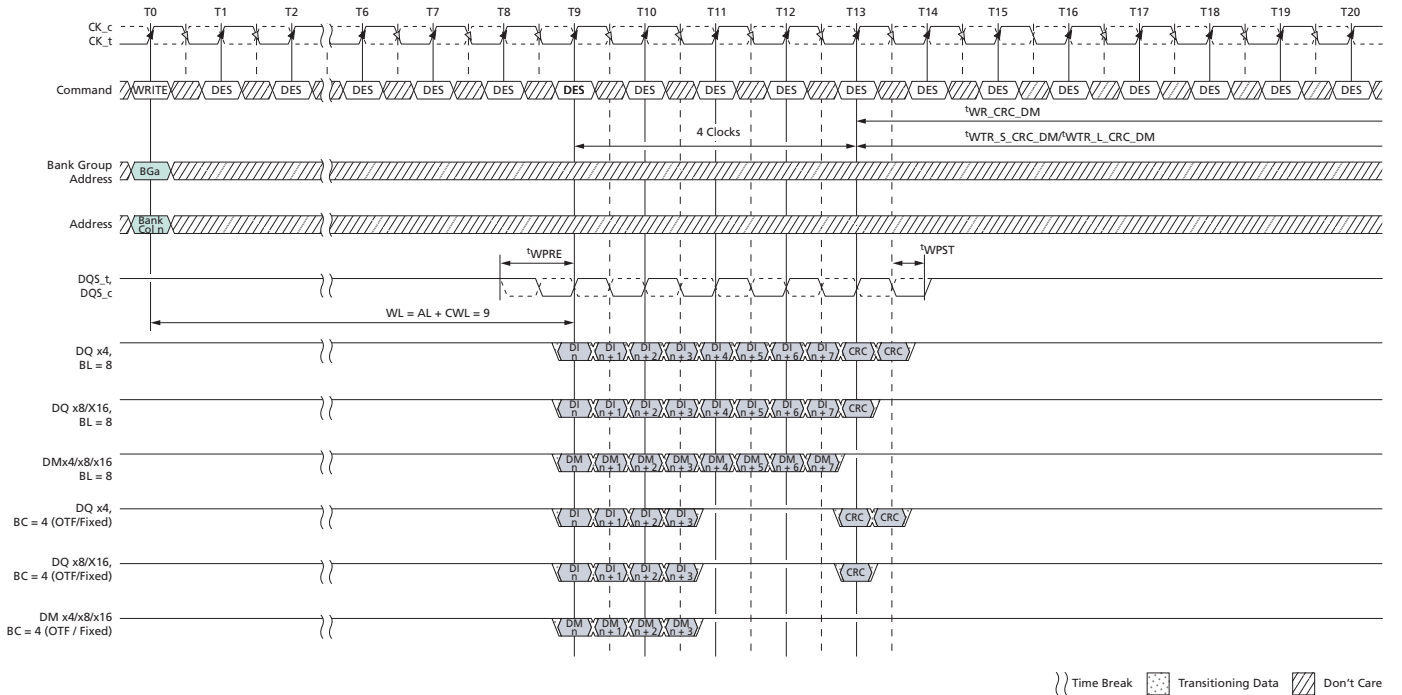 T0 T1 T2 T6 T7 T8 T9 T10 T11 T12 T13 T14 T15 T16 T17 T18 T19 T20
CK_c
CK_t
Command WRITE DES DES DES DES DES DES DES DES DES DES DES DES DES DES DES DES DES
tWR_CRC_DM
4 Clocks
tWTR_S_CRC_DM/tWTR_L_CRC_DM
Bank Group
Address
BGa
Address
Bank
Col n
tWPRE
tWPST
DQS_t,
DQS_c
WL = AL + CWL = 9
DQ x4,
BL = 8
DI n DI n + 1 DI n + 2 DI n + 3 DI n + 4 DI n + 5 DI n + 6 DI n + 7 CRC CRC
DQ x8/X16,
BL = 8
DI n DI n + 1 DI n + 2 DI n + 3 DI n + 4 DI n + 5 DI n + 6 DI n + 7 CRC
DMx4/x8/x16
BL = 8
DM n DM n + 1 DM n + 2 DM n + 3 DM n + 4 DM n + 5 DM n + 6 DM n + 7
DQ x4,
BC = 4 (OTF/Fixed)
DI n DI n + 1 DI n + 2 DI n + 3 CRC CRC
DQ x8/X16,
BC = 4 (OTF/Fixed)
DI n DI n + 1 DI n + 2 DI n + 3 CRC
DM x4/x8/x16
BC = 4 (OTF / Fixed)
DM n DM n + 1 DM n + 2 DM n + 3
Time Break Transitioning Data Don't Care